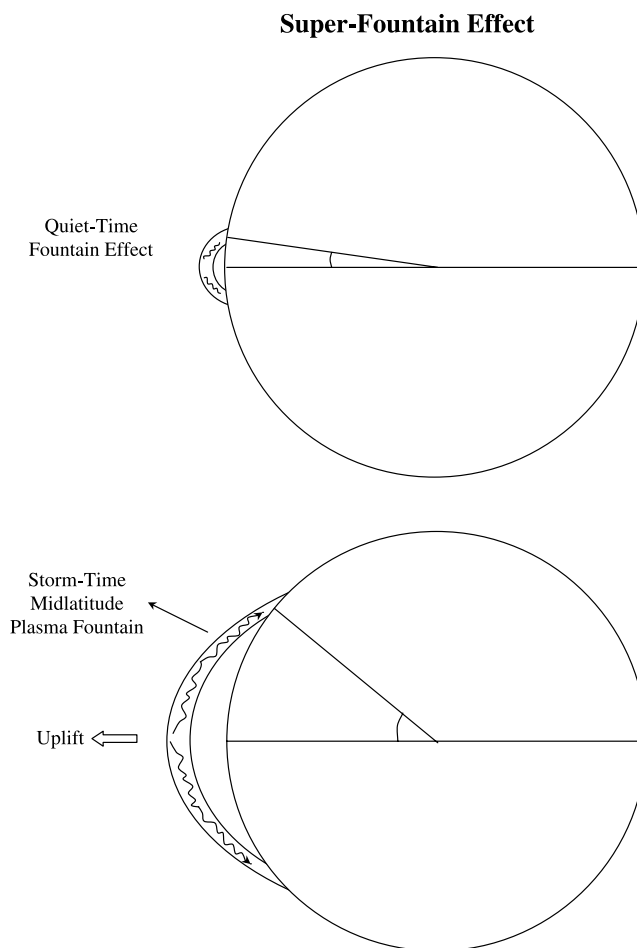 Super-Fountain Effect
Quiet-Time
Fountain Effect
Storm-Time
Midlatitude
Plasma Fountain
Uplift